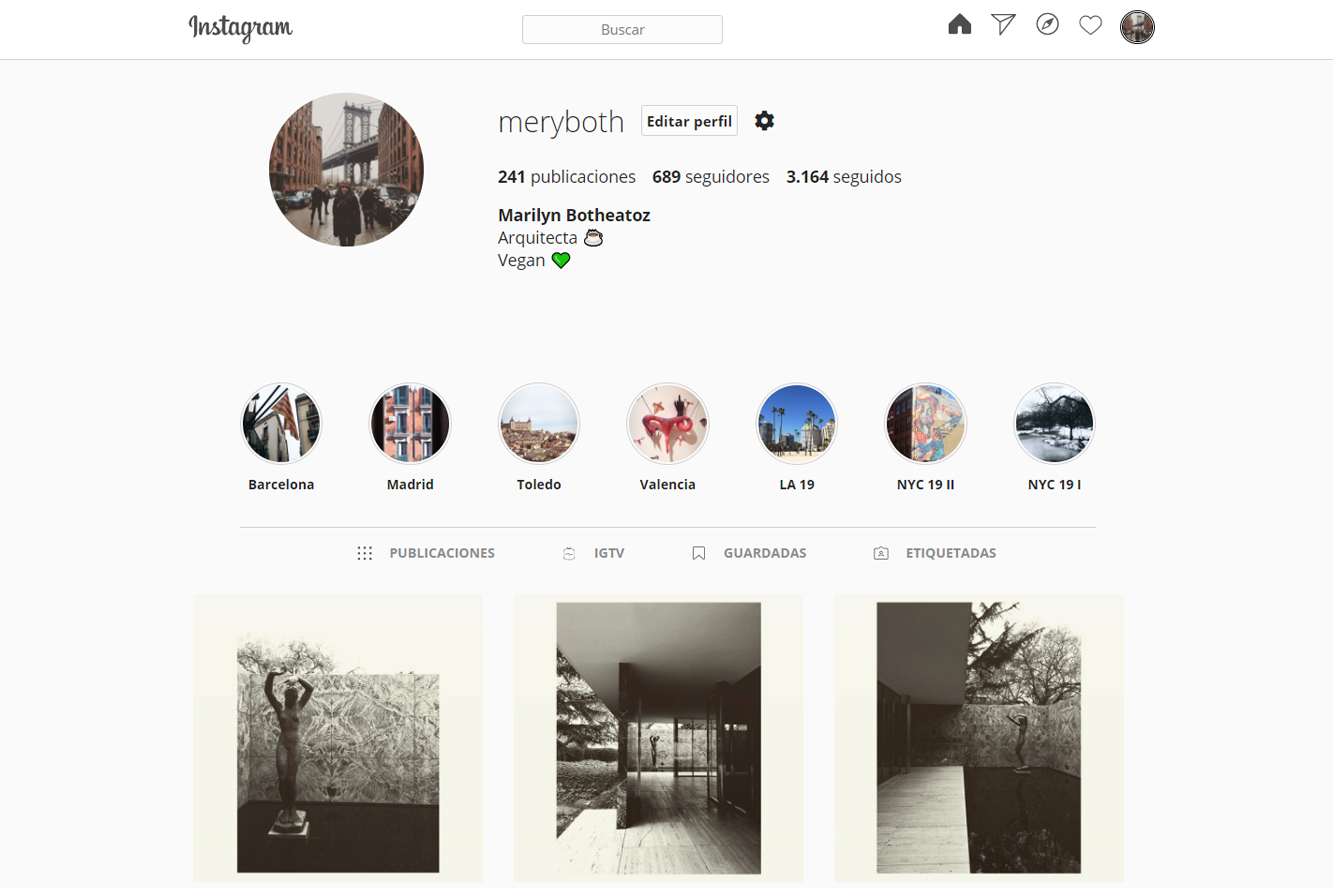 Instagram
Buscar
meryboth Editar perfil
241 publicaciones 689 seguidores 3.164 seguidos
Marilyn Botheatoz
Arquitecta ☕
Vegan 💚
Barcelona Madrid Toledo Valencia LA 19 NYC 19 II NYC 19 I
PUBLICACIONES IGTV GUARDADAS ETIQUETADAS